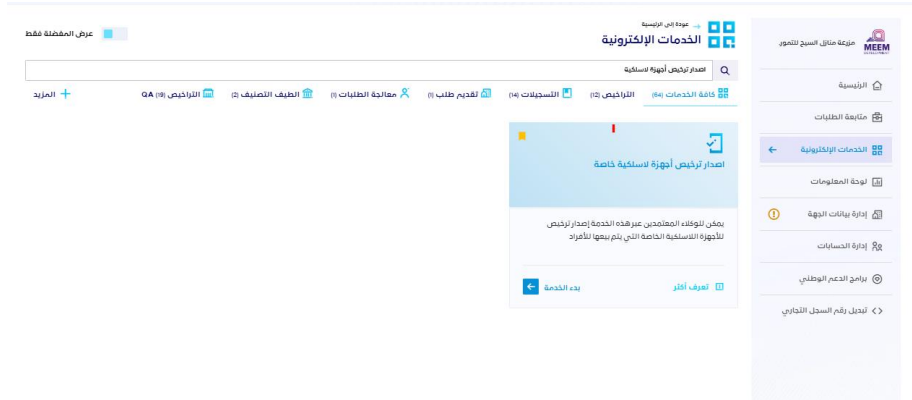 مزرعة منازل السيح للتمور
MEEM
الرئيسية
متابعة الطلبات
الخدمات الإلكترونية
لوحة المعلومات
إدارة بيانات الجهة
إدارة الحسابات
برامج الدعم الوطني
تبديل رقم السجل التجاري
عودة إلى الرئيسية
الخدمات الإلكترونية
عرض المفضلة فقط
اصدار ترخيص أجهزة لاسلكية
كافة الخدمات (64) التراخيص (12) التسجيلات (14) تقديم طلب (1) معالجة الطلبات (1) الطيف التصنيف (2) التراخيص QA (19) المزيد
اصدار ترخيص أجهزة لاسلكية خاصة
يمكن للوكلاء المعتمدين عبر هذه الخدمة إصدار ترخيص
للأجهزة اللاسلكية الخاصة التي يتم بيعها للأفراد
تعرف أكثر بدء الخدمة